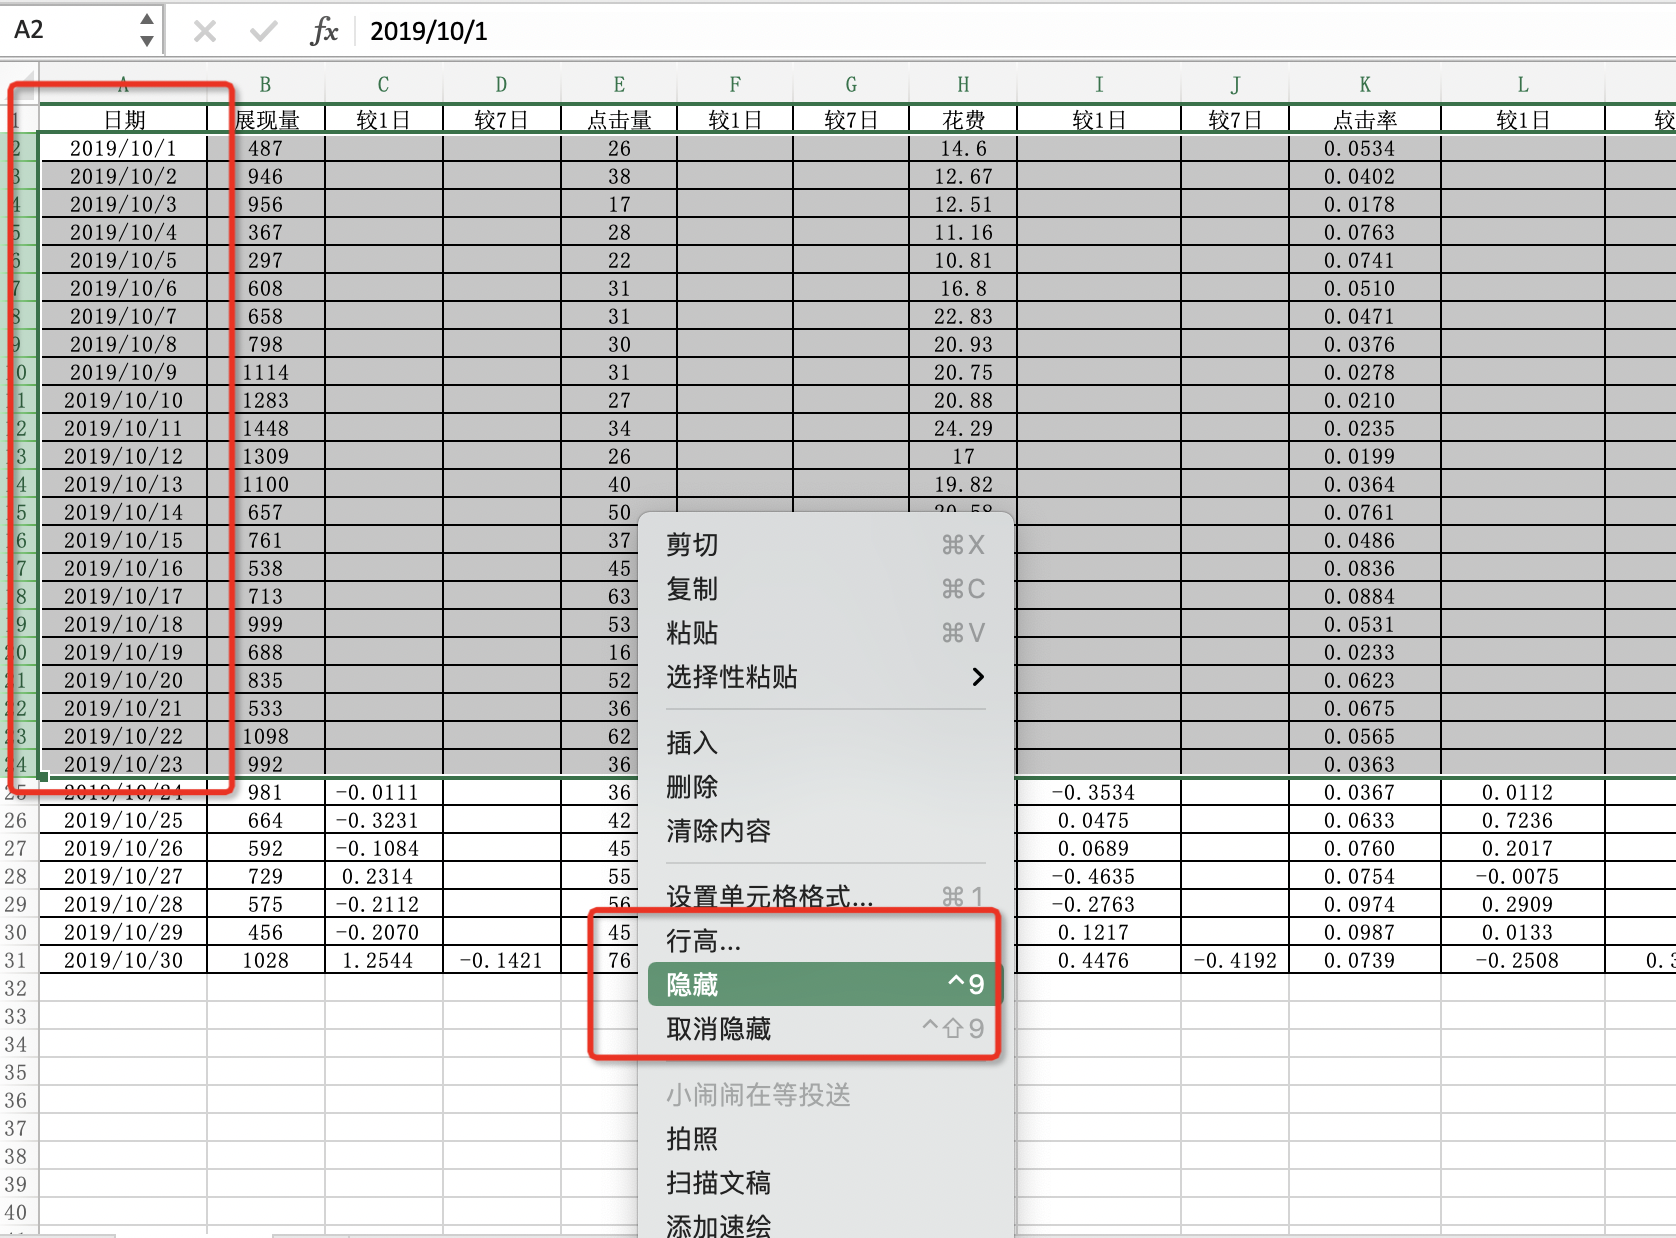 A2 fx 2019/10/1
A B C D E F G H I J K L
1 日期 展现量 较1日 较7日 点击量 较1日 较7日 花费 较1日 较7日 点击率 较1日 较
2 2019/10/1 487 26 14.6 0.0534
3 2019/10/2 946 38 12.67 0.0402
4 2019/10/3 956 17 12.51 0.0178
5 2019/10/4 367 28 11.16 0.0763
6 2019/10/5 297 22 10.81 0.0741
7 2019/10/6 608 31 16.8 0.0510
8 2019/10/7 658 31 22.83 0.0471
9 2019/10/8 798 30 20.93 0.0376
10 2019/10/9 1114 31 20.75 0.0278
11 2019/10/10 1283 27 20.88 0.0210
12 2019/10/11 1448 34 24.29 0.0235
13 2019/10/12 1309 26 17 0.0199
14 2019/10/13 1100 40 19.82 0.0364
15 2019/10/14 657 50 20.58 0.0761
16 2019/10/15 761 37 0.0486
17 2019/10/16 538 45 0.0836
18 2019/10/17 713 63 0.0884
19 2019/10/18 999 53 0.0531
20 2019/10/19 688 16 0.0233
21 2019/10/20 835 52 0.0623
22 2019/10/21 533 36 0.0675
23 2019/10/22 1098 62 0.0565
24 2019/10/23 992 36 0.0363
25 2019/10/24 981 -0.0111 36 -0.3534 0.0367 0.0112
26 2019/10/25 664 -0.3231 42 0.0475 0.0633 0.7236
27 2019/10/26 592 -0.1084 45 0.0689 0.0760 0.2017
28 2019/10/27 729 0.2314 55 -0.4635 0.0754 -0.0075
29 2019/10/28 575 -0.2112 56 -0.2763 0.0974 0.2909
30 2019/10/29 456 -0.2070 45 0.1217 0.0987 0.0133
31 2019/10/30 1028 1.2544 -0.1421 76 0.4476 -0.4192 0.0739 -0.2508
32
33
34
35
36
37
38
39
40
剪切 ⌘X
复制 ⌘C
粘贴 ⌘V
选择性粘贴
插入
删除
清除内容
设置单元格格式... ⌘1
行高...
隐藏 ^9
取消隐藏 ^⇧9
小闹闹在等投送
拍照
扫描文稿
添加速绘